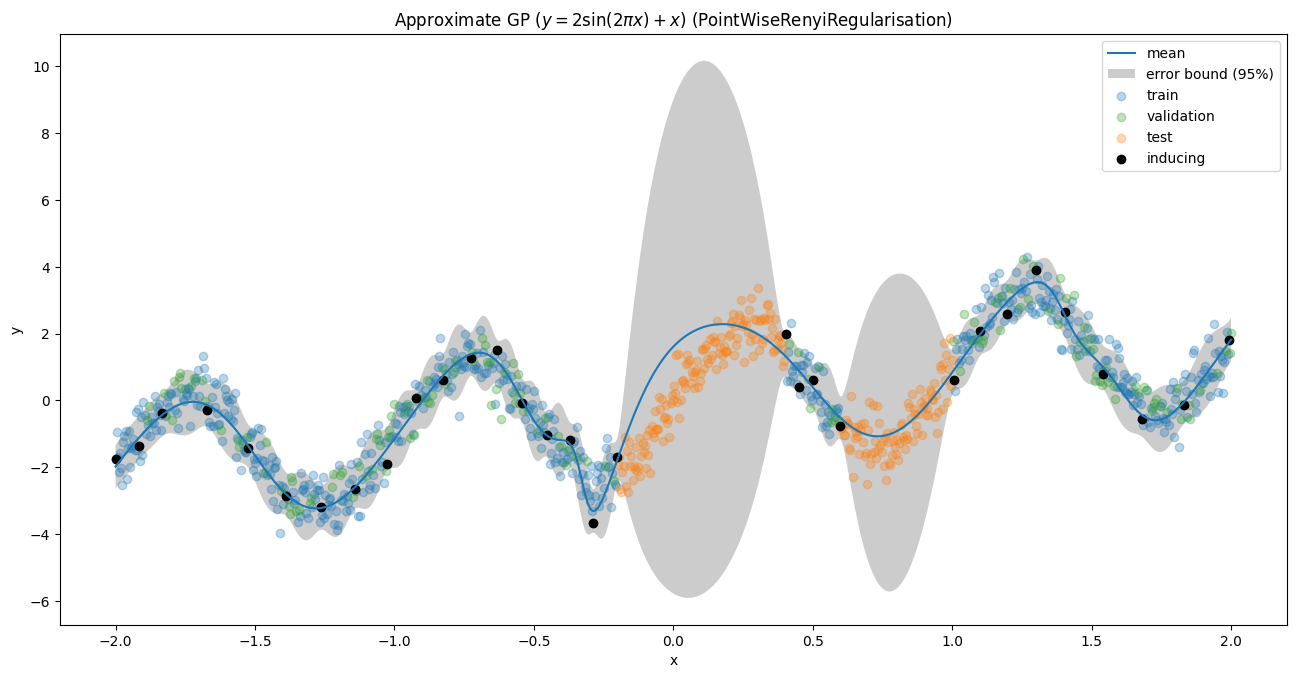 Approximate GP (y = 2sin(2πx) + x) (PointWiseRenyiRegularisation)
mean
error bound (95%)
train
validation
test
inducing
10
8
6
4
2
0
−2
−4
−6
y
−2.0 −1.5 −1.0 −0.5 0.0 0.5 1.0 1.5 2.0
x